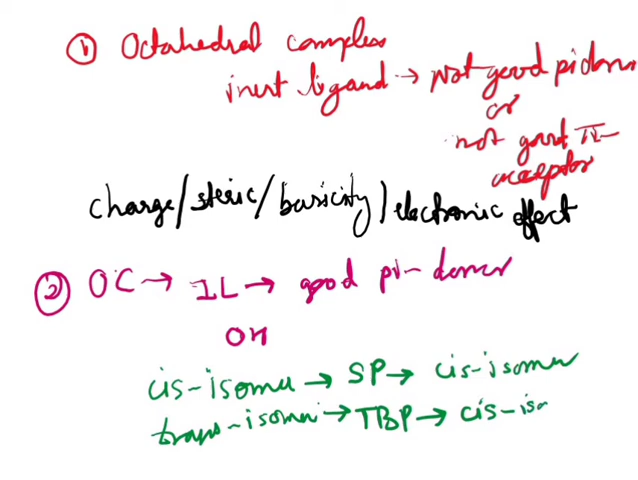 ① Octahedral complex
inert ligand → not good pi donor
or
not good π-
acceptor
charge/steric/basicity/electronic effect
② OC → IL → good pi-donor
OH
cis-isomer → SP → cis-isomer
trans-isomer → TBP → cis-iso